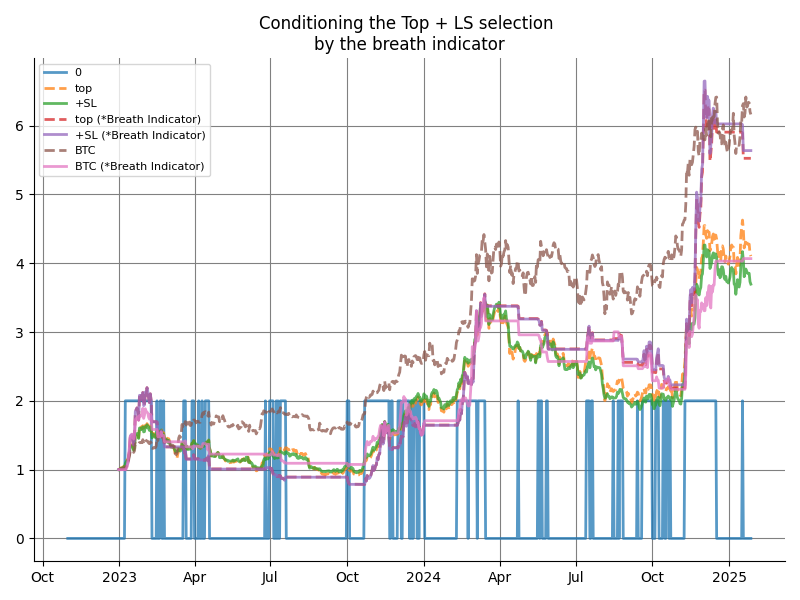 Conditioning the Top + LS selection
by the breath indicator
0
top
+SL
top (*Breath Indicator)
+SL (*Breath Indicator)
BTC
BTC (*Breath Indicator)
6
5
4
3
2
1
0
Oct 2023 Apr Jul Oct 2024 Apr Jul Oct 2025